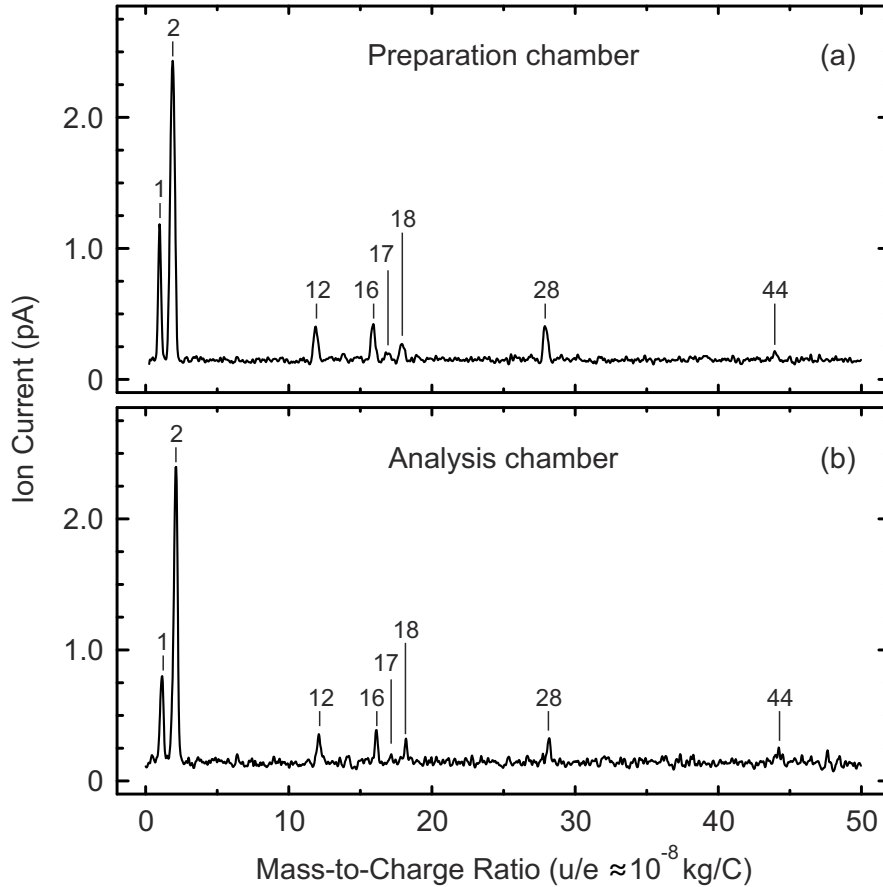 2
Preparation chamber (a)
2.0
1
18
1.0
17
12 16 28 44
0
Ion Current (pA)
2
Analysis chamber (b)
2.0
1
18
1.0
17
12 16 28 44
0
0 10 20 30 40 50
Mass-to-Charge Ratio (u/e ≈10⁻⁸ kg/C)